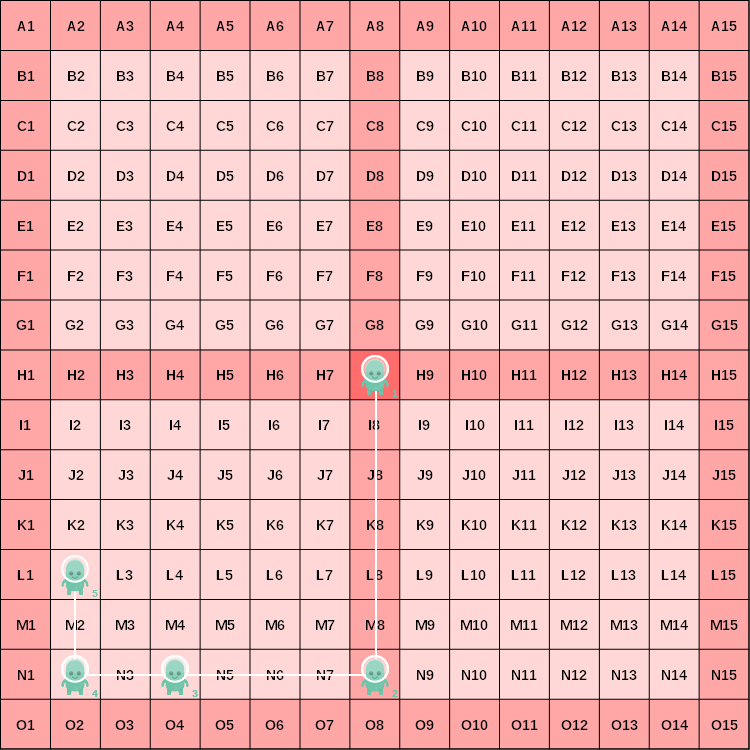 A1 A2 A3 A4 A5 A6 A7 A8 A9 A10 A11 A12 A13 A14 A15
B1 B2 B3 B4 B5 B6 B7 B8 B9 B10 B11 B12 B13 B14 B15
C1 C2 C3 C4 C5 C6 C7 C8 C9 C10 C11 C12 C13 C14 C15
D1 D2 D3 D4 D5 D6 D7 D8 D9 D10 D11 D12 D13 D14 D15
E1 E2 E3 E4 E5 E6 E7 E8 E9 E10 E11 E12 E13 E14 E15
F1 F2 F3 F4 F5 F6 F7 F8 F9 F10 F11 F12 F13 F14 F15
G1 G2 G3 G4 G5 G6 G7 G8 G9 G10 G11 G12 G13 G14 G15
H1 H2 H3 H4 H5 H6 H7 1 H9 H10 H11 H12 H13 H14 H15
I1 I2 I3 I4 I5 I6 I7 I8 I9 I10 I11 I12 I13 I14 I15
J1 J2 J3 J4 J5 J6 J7 J8 J9 J10 J11 J12 J13 J14 J15
K1 K2 K3 K4 K5 K6 K7 K8 K9 K10 K11 K12 K13 K14 K15
L1 5 L3 L4 L5 L6 L7 L8 L9 L10 L11 L12 L13 L14 L15
M1 M2 M3 M4 M5 M6 M7 M8 M9 M10 M11 M12 M13 M14 M15
N1 4 N3 3 N5 N6 N7 2 N9 N10 N11 N12 N13 N14 N15
O1 O2 O3 O4 O5 O6 O7 O8 O9 O10 O11 O12 O13 O14 O15